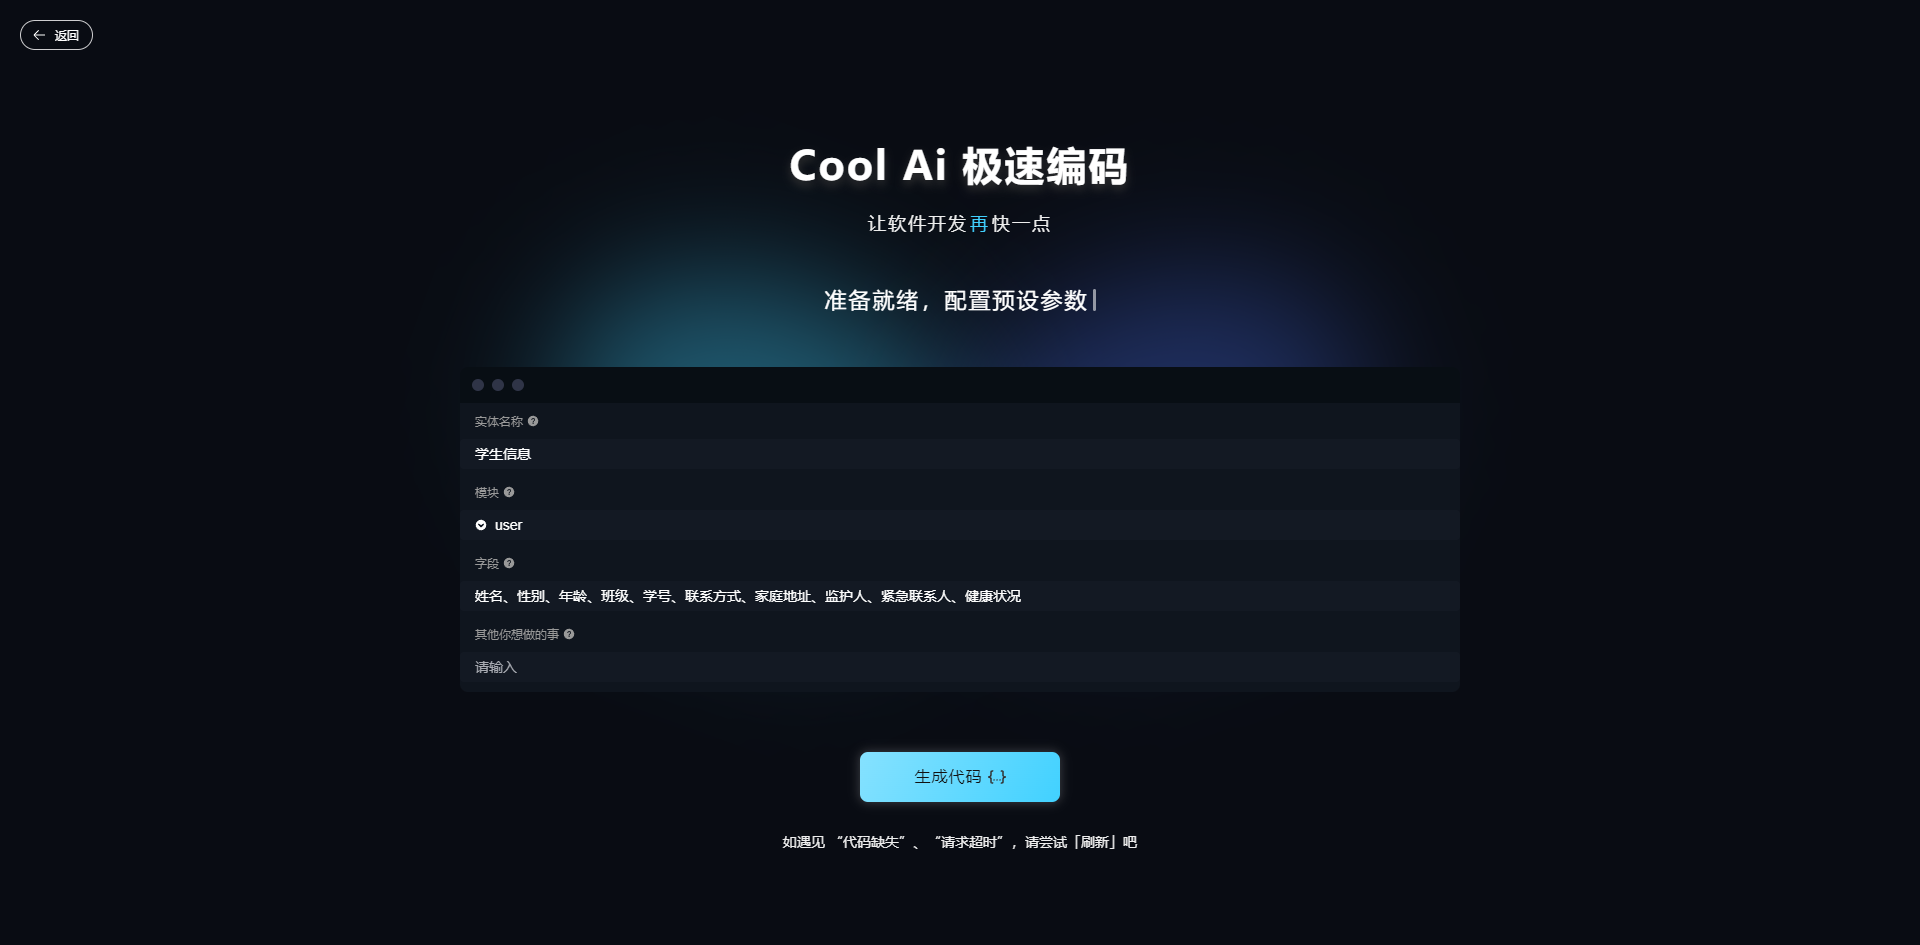 返回
Cool Ai 极速编码
让软件开发再快一点
准备就绪，配置预设参数
实体名称
学生信息
模块
user
字段
姓名、性别、年龄、班级、学号、联系方式、家庭地址、监护人、紧急联系人、健康状况
其他你想做的事
请输入
生成代码 {..}
如遇见 “代码缺失” 、 “请求超时” ，请尝试「刷新」吧